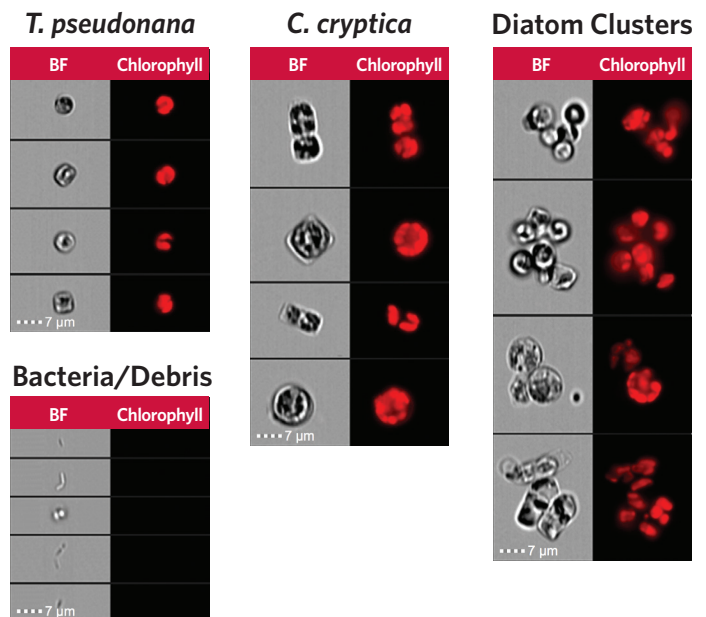 T. pseudonana
BF Chlorophyll
7 µm
Bacteria/Debris
BF Chlorophyll
7 µm
C. cryptica
BF Chlorophyll
7 µm
Diatom Clusters
BF Chlorophyll
7 µm